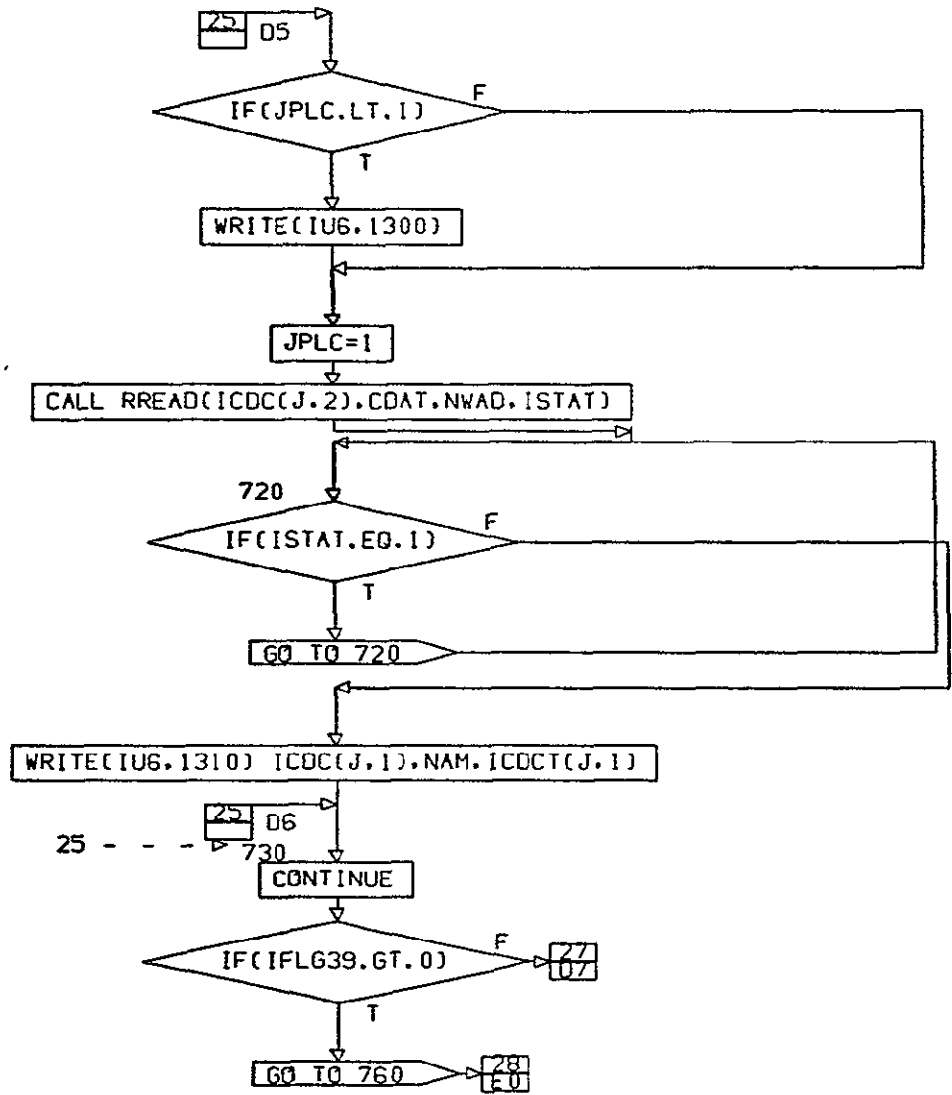 25 D5
IF(JPLC.LT.1)
F
T
WRITE(IU6.1300)
JPLC=1
CALL RREAD(ICDC(J.2).CDAT.NWAD.ISTAT)
720
IF(ISTAT.EQ.1)
F
T
GO TO 720
WRITE(IU6.1310) ICDC(J.1).NAM.ICDCT(J.1)
25 D6
25 - - - 730
CONTINUE
IF(IFLG39.GT.0)
F
27
D7
T
GO TO 760
28
E0